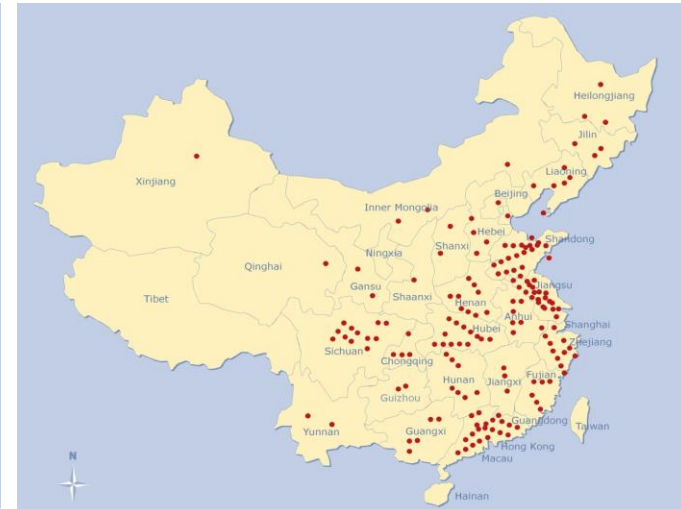 Heilongjiang
Jilin
Liaoning
Xinjiang
Beijing
Inner Mongolia
Hebei
Shandong
Shanxi
Ningxia
Qinghai
Gansu
Jiangsu
Tibet
Shaanxi
Henan
Anhui
Shanghai
Hubei
Zhejiang
Sichuan
Chongqing
Hunan
Jiangxi
Fujian
Guizhou
Guangdong
Taiwan
Yunnan
Guangxi
Hong Kong
Macau
N
Hainan